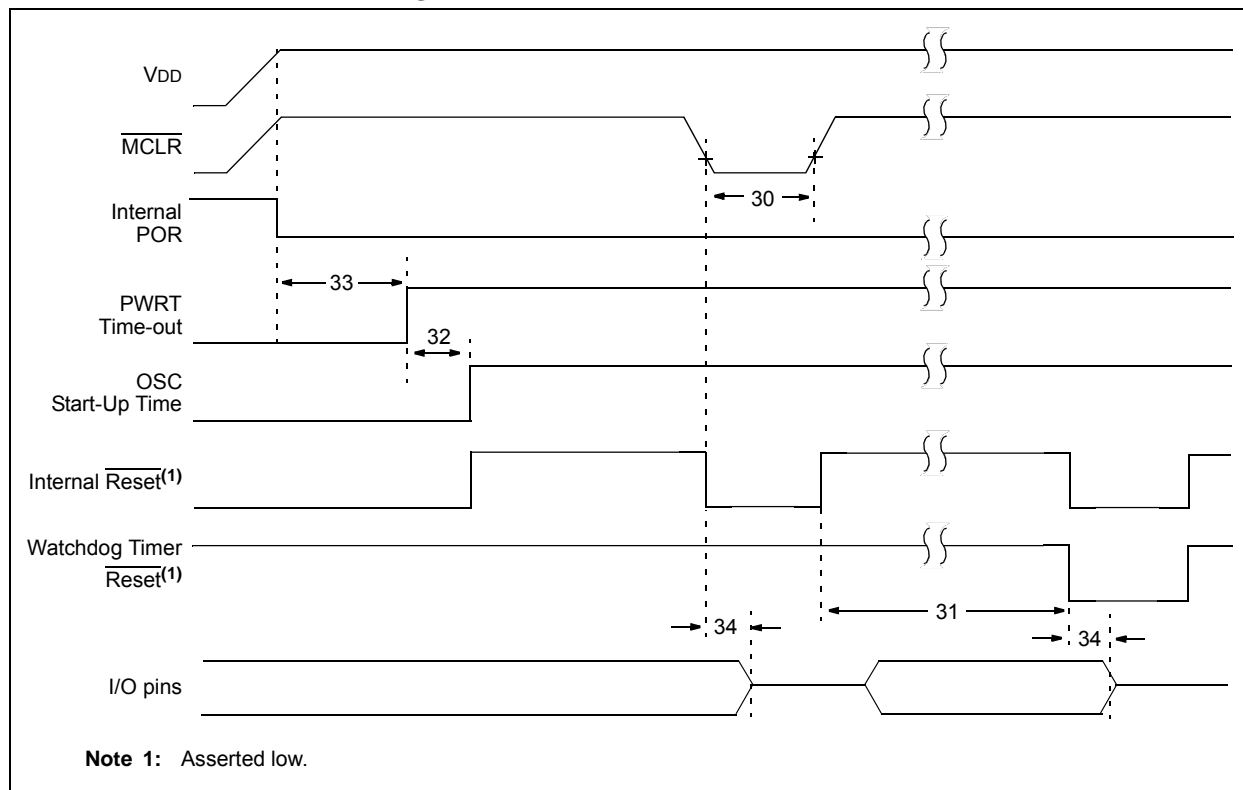 VDD
MCLR
30
Internal
POR
33
PWRT
Time-out
32
OSC
Start-Up Time
Internal Reset(1)
Watchdog Timer
Reset(1)
31
34
34
I/O pins
Note 1: Asserted low.